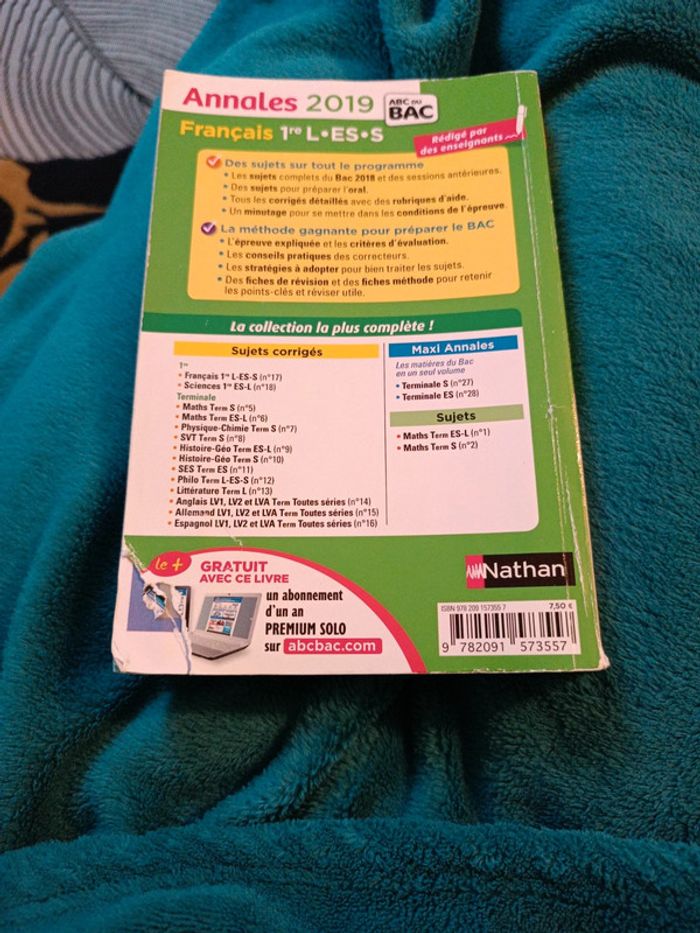 Annales 2019 ABC DU BAC
Français 1re L•ES•S
Rédigé par
des enseignants
Des sujets sur tout le programme
• Les sujets complets du Bac 2018 et des sessions antérieures.
• Des sujets pour préparer l'oral.
• Tous les corrigés détaillés avec des rubriques d'aide.
• Un minutage pour se mettre dans les conditions de l'épreuve.
La méthode gagnante pour préparer le BAC
• L'épreuve expliquée et les critères d'évaluation.
• Les conseils pratiques des correcteurs.
• Les stratégies à adopter pour bien traiter les sujets.
• Des fiches de révision et des fiches méthode pour retenir
les points-clés et réviser utile.
La collection la plus complète !
Sujets corrigés
1re
• Français 1re L-ES-S (n°17)
• Sciences 1re ES-L (n°18)
Terminale
• Maths Term S (n°5)
• Maths Term ES-L (n°6)
• Physique-Chimie Term S (n°7)
• SVT Term S (n°8)
• Histoire-Géo Term ES-L (n°9)
• Histoire-Géo Term S (n°10)
• SES Term ES (n°11)
• Philo Term L-ES-S (n°12)
• Littérature Term L (n°13)
• Anglais LV1, LV2 et LVA Term Toutes séries (n°14)
• Allemand LV1, LV2 et LVA Term Toutes séries (n°15)
• Espagnol LV1, LV2 et LVA Term Toutes séries (n°16)
Maxi Annales
Les matières du Bac
en un seul volume
• Terminale S (n°27)
• Terminale ES (n°28)
Sujets
• Maths Term ES-L (n°1)
• Maths Term S (n°2)
le +
GRATUIT
AVEC CE LIVRE
un abonnement
d'un an
PREMIUM SOLO
sur abcbac.com
Nathan
ISBN 978 209 157355 7 7,50 €
9 782091 573557